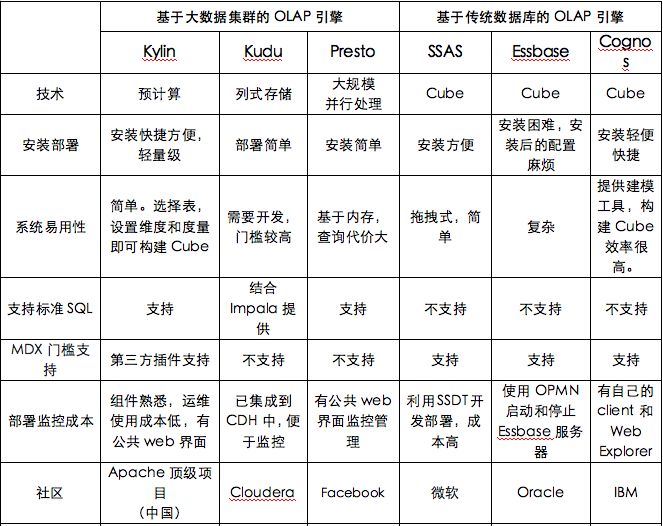 基于大数据集群的 OLAP 引擎
基于传统数据库的 OLAP 引擎
Kylin
Kudu
Presto
SSAS
Essbase
Cogno
s
技术
预计算
列式存储
大规模
并行处理
Cube
Cube
Cube
安装部署
安装快捷方便，
轻量级
部署简单
安装简单
安装方便
安装困难，安
装后的配置
麻烦
安装轻便
快捷
系统易用性
简单。选择表，
设置维度和度量
即可构建 Cube
需要开发，
门槛较高
基于内存，
查询代价大
拖拽式，简
单
复杂
提供建模
工具，构
建 Cube
效率很
高。
支持标准 SQL
支持
结合
Impala 提
供
支持
不支持
不支持
不支持
MDX 门槛支
持
第三方插件支持
不支持
不支持
支持
支持
支持
部署监控成本
组件熟悉，运维
使用成本低，有
公共 web 界面
已集成到
CDH 中，便
于监控
有公共 web
界面监控管
理
利用 SSDT 开
发部署，成
本高
使用 OPMN
启动和停止
Essbase 服务
器
有自己的
client 和
Web
Explorer
社区
Apache 顶级项
目
（中国）
Cloudera
Facebook
微软
Oracle
IBM